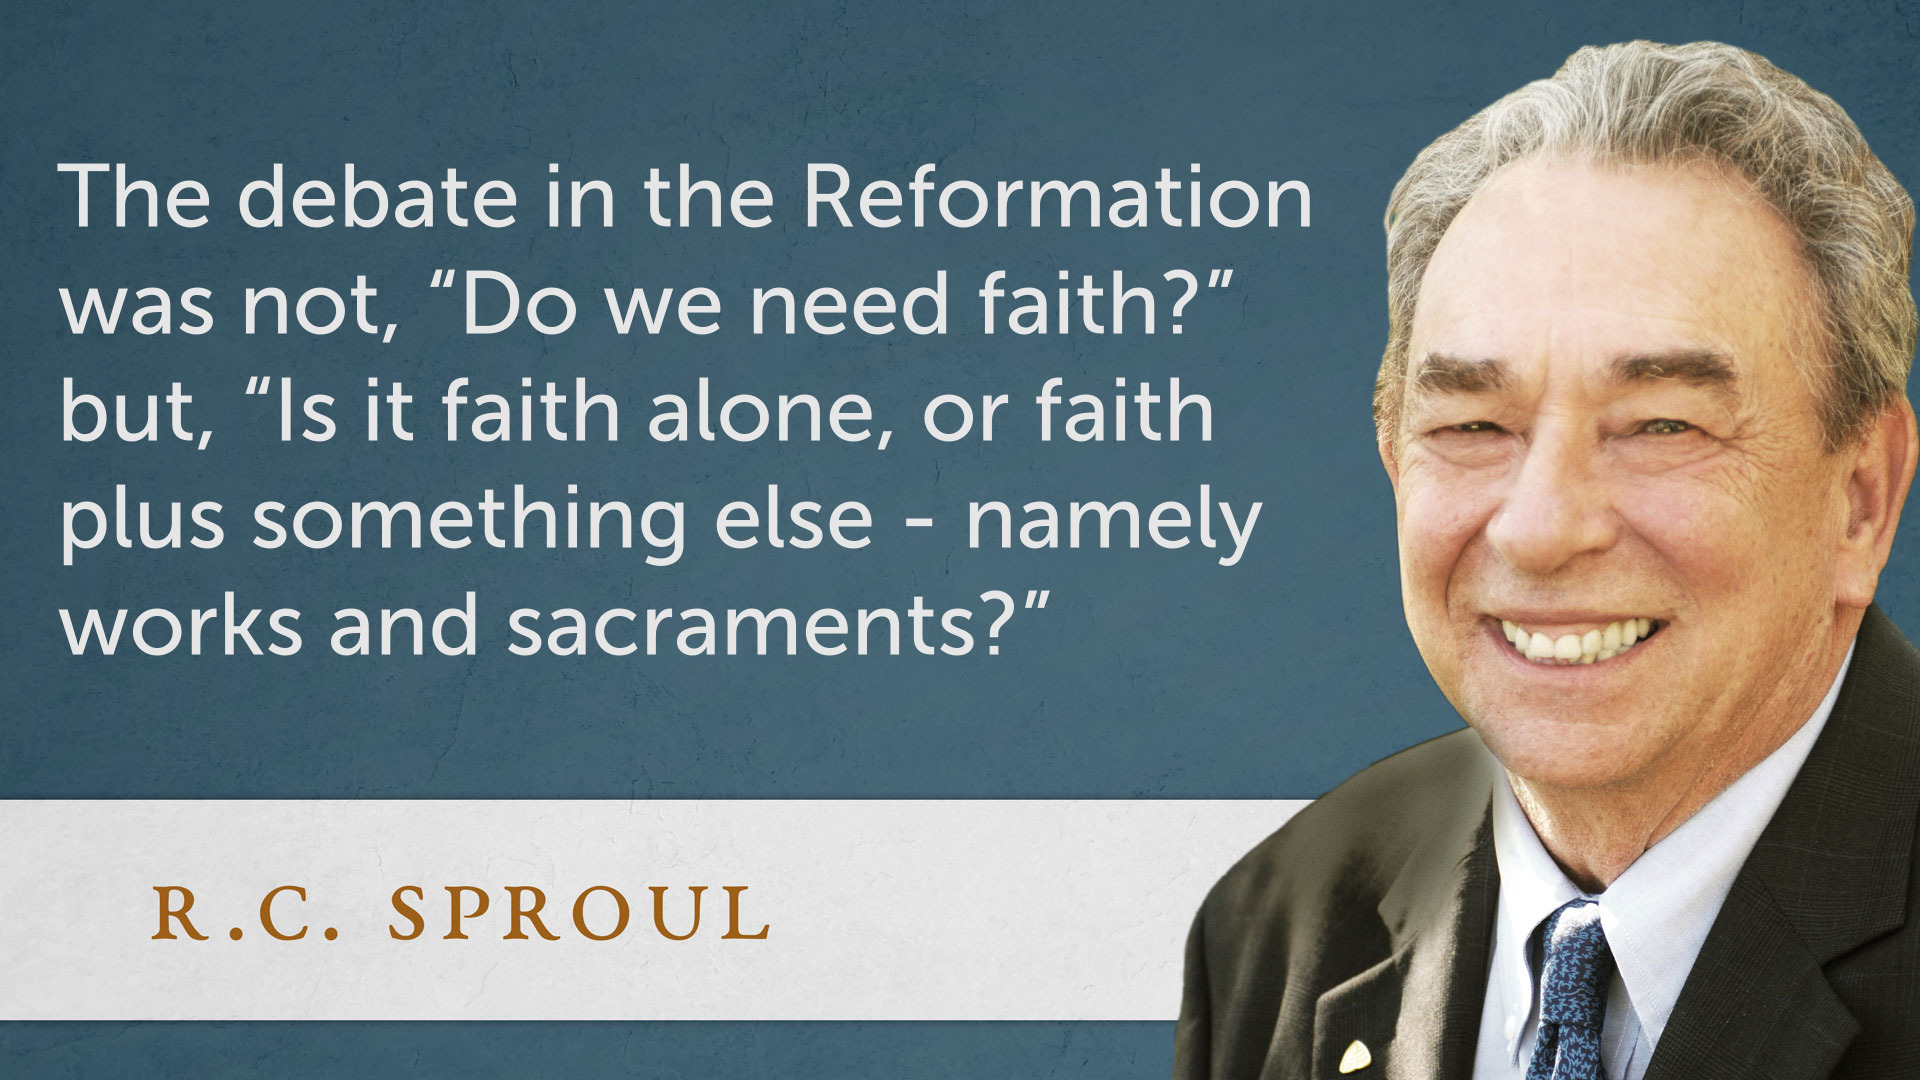 The debate in the Reformation
was not, “Do we need faith?”
but, “Is it faith alone, or faith
plus something else - namely
works and sacraments?”
R.C. SPROUL